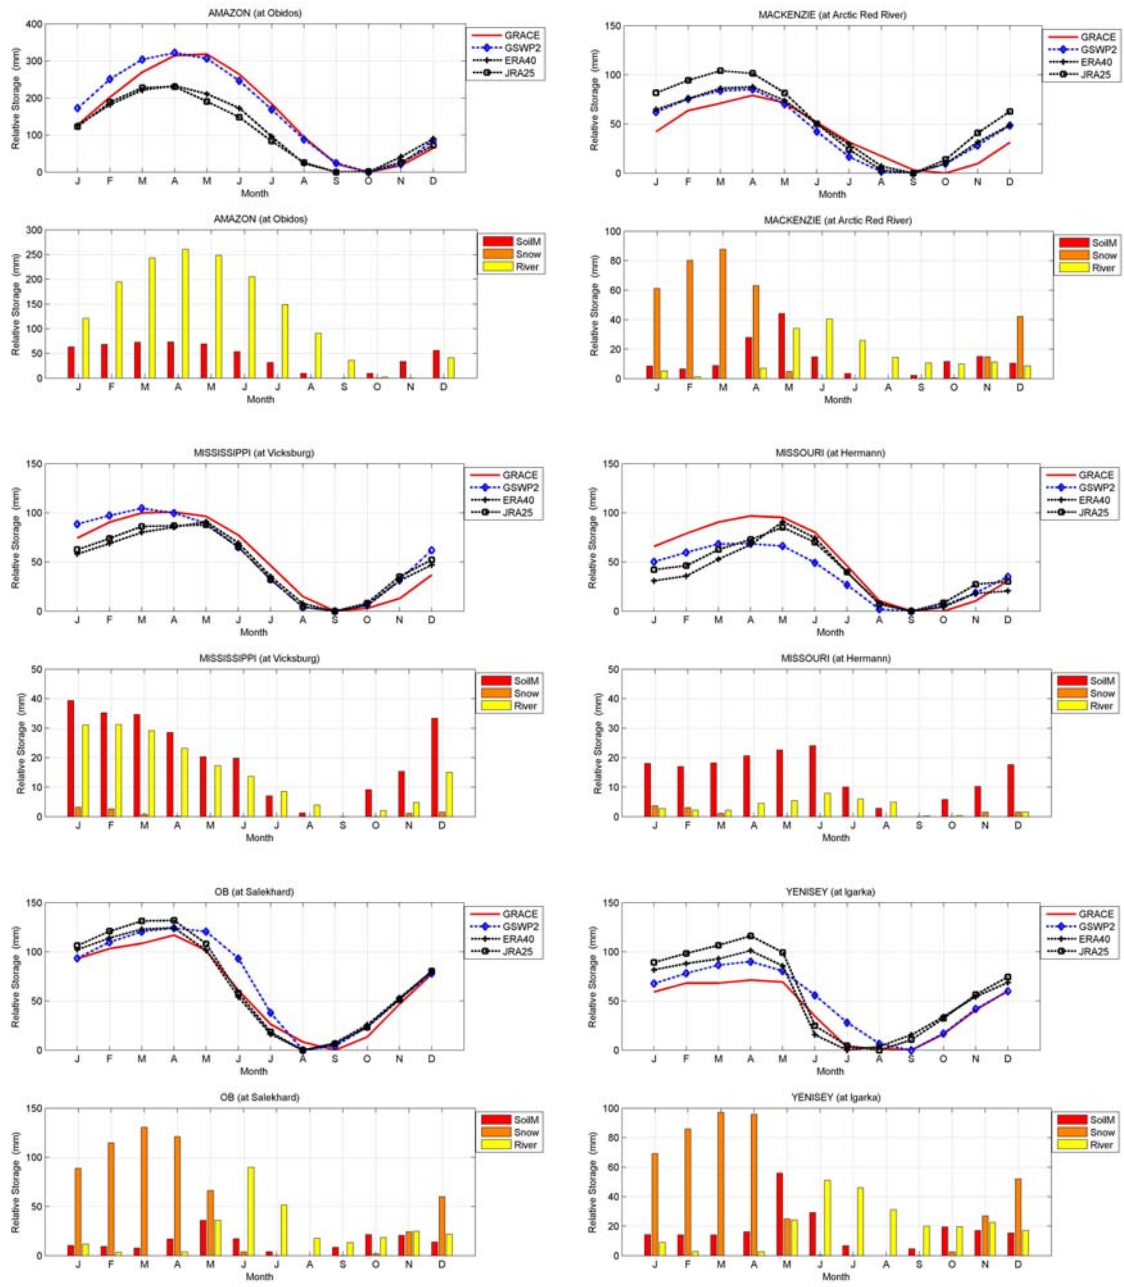 AMAZON (at Obidos)
Relative Storage (mm)
400
300
200
100
0
J F M A M J J A S O N D
Month
GRACE
GSWP2
ERA40
JRA25
MACKENZIE (at Arctic Red River)
Relative Storage (mm)
150
100
50
0
J F M A M J J A S O N D
Month
GRACE
GSWP2
ERA40
JRA25
AMAZON (at Obidos)
Relative Storage (mm)
300
250
200
150
100
50
0
J F M A M J J A S O N D
Month
SoilM
Snow
River
MACKENZIE (at Arctic Red River)
Relative Storage (mm)
100
80
60
40
20
0
J F M A M J J A S O N D
Month
SoilM
Snow
River
MISSISSIPPI (at Vicksburg)
Relative Storage (mm)
150
100
50
0
J F M A M J J A S O N D
Month
GRACE
GSWP2
ERA40
JRA25
MISSOURI (at Hermann)
Relative Storage (mm)
150
100
50
0
J F M A M J J A S O N D
Month
GRACE
GSWP2
ERA40
JRA25
MISSISSIPPI (at Vicksburg)
Relative Storage (mm)
50
40
30
20
10
0
J F M A M J J A S O N D
Month
SoilM
Snow
River
MISSOURI (at Hermann)
Relative Storage (mm)
50
40
30
20
10
0
J F M A M J J A S O N D
Month
SoilM
Snow
River
OB (at Salekhard)
Relative Storage (mm)
150
100
50
0
J F M A M J J A S O N D
Month
GRACE
GSWP2
ERA40
JRA25
YENISEY (at Igarka)
Relative Storage (mm)
150
100
50
0
J F M A M J J A S O N D
Month
GRACE
GSWP2
ERA40
JRA25
OB (at Salekhard)
Relative Storage (mm)
150
100
50
0
J F M A M J J A S O N D
Month
SoilM
Snow
River
YENISEY (at Igarka)
Relative Storage (mm)
100
80
60
40
20
0
J F M A M J J A S O N D
Month
SoilM
Snow
River